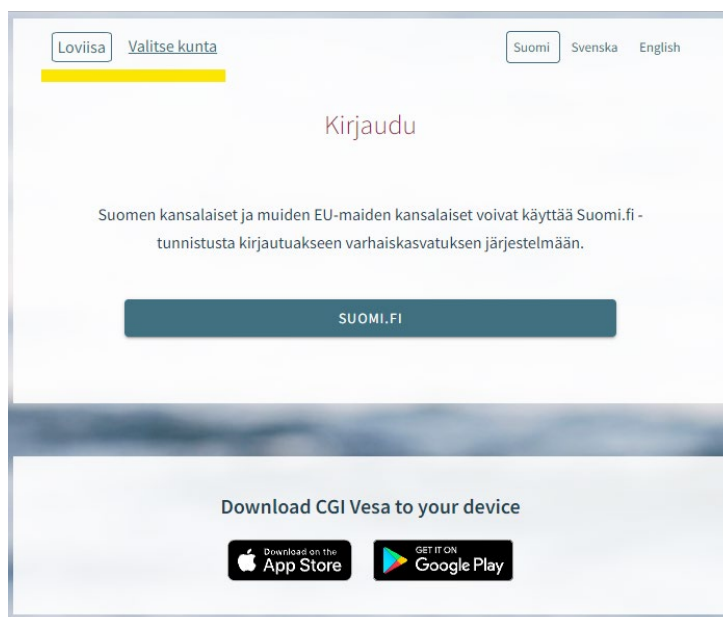 Loviisa Valitse kunta Suomi Svenska English
Kirjaudu
Suomen kansalaiset ja muiden EU-maiden kansalaiset voivat käyttää Suomi.fi -
tunnistusta kirjautuakseen varhaiskasvatuksen järjestelmään.
SUOMI.FI
Download CGI Vesa to your device
Download on the
App Store
GET IT ON
Google Play